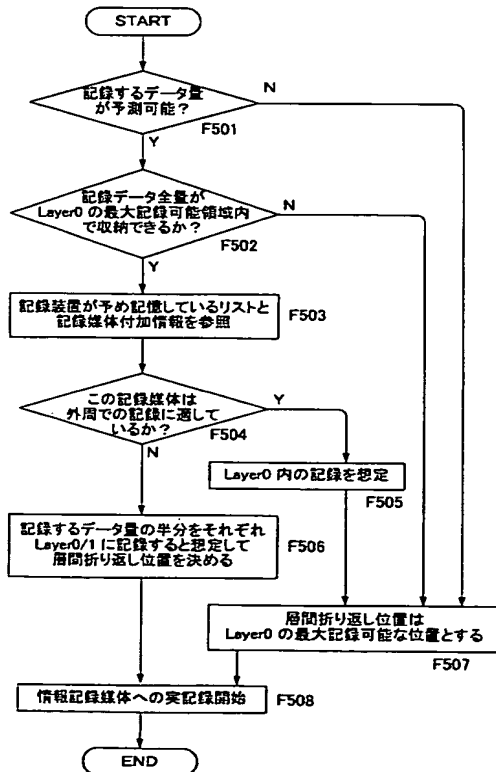 START
記録するデータ量
が予測可能？
N
F501
Y
記録データ全量が
Layer0 の最大記録可能領域内
で収納できるか？
N
F502
Y
記録装置が予め記憶しているリストと
記録媒体付加情報を参照
F503
この記録媒体は
外周での記録に適して
いるか？
Y
F504
N
Layer0 内の記録を想定
F505
記録するデータ量の半分をそれぞれ
Layer0/1 に記録すると想定して
層間折り返し位置を決める
F506
層間折り返し位置は
Layer0 の最大記録可能な位置とする
F507
情報記録媒体への実記録開始
F508
END